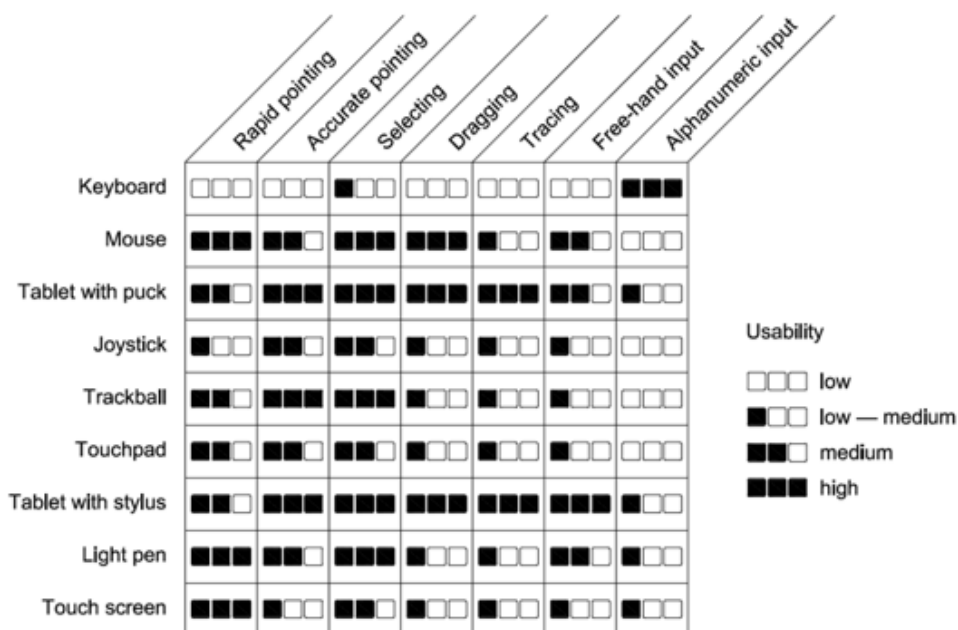 Rapid pointing
Accurate pointing
Selecting
Dragging
Tracing
Free-hand input
Alphanumeric input
Keyboard
Mouse
Tablet with puck
Joystick
Trackball
Touchpad
Tablet with stylus
Light pen
Touch screen
Usability
low
low — medium
medium
high